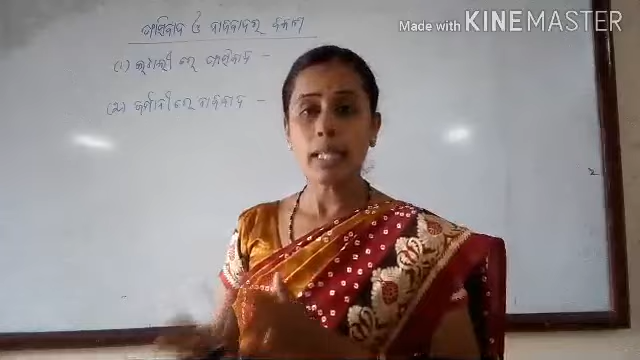 Made with KINEMASTER
ଫାସିବାଦ ଓ ନାଜିବାଦର ବିକାଶ
(୧) ଇଟାଲୀ ରେ ଫାସିବାଦ -
(୨) ଜର୍ମାନୀ ରେ ନାଜିବାଦ -